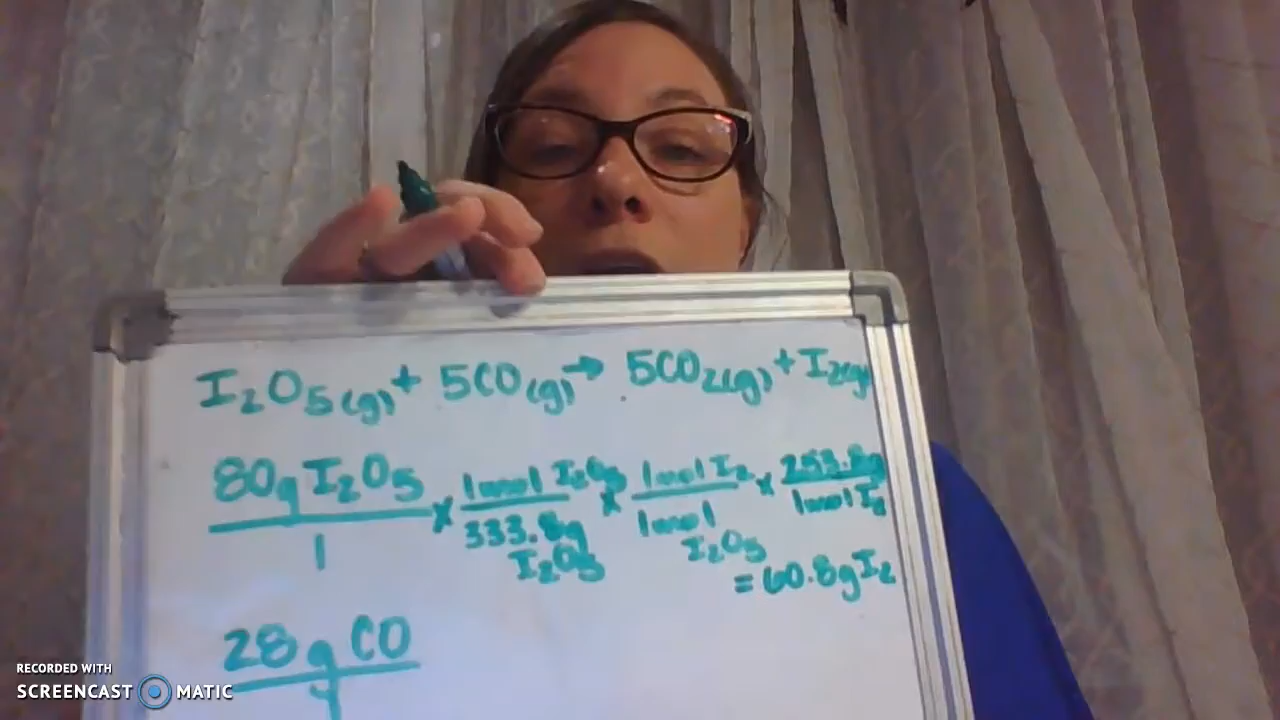 I₂O₅(g) + 5CO(g) → 5CO₂(g) + I₂(g)
80g I₂O₅ / 1 x 1mol I₂O₅ / 333.8g I₂O₅ x 1mol I₂ / 1mol I₂O₅ x 253.8g / 1mol I₂
= 60.8g I₂
28g CO
RECORDED WITH
SCREENCAST MATIC